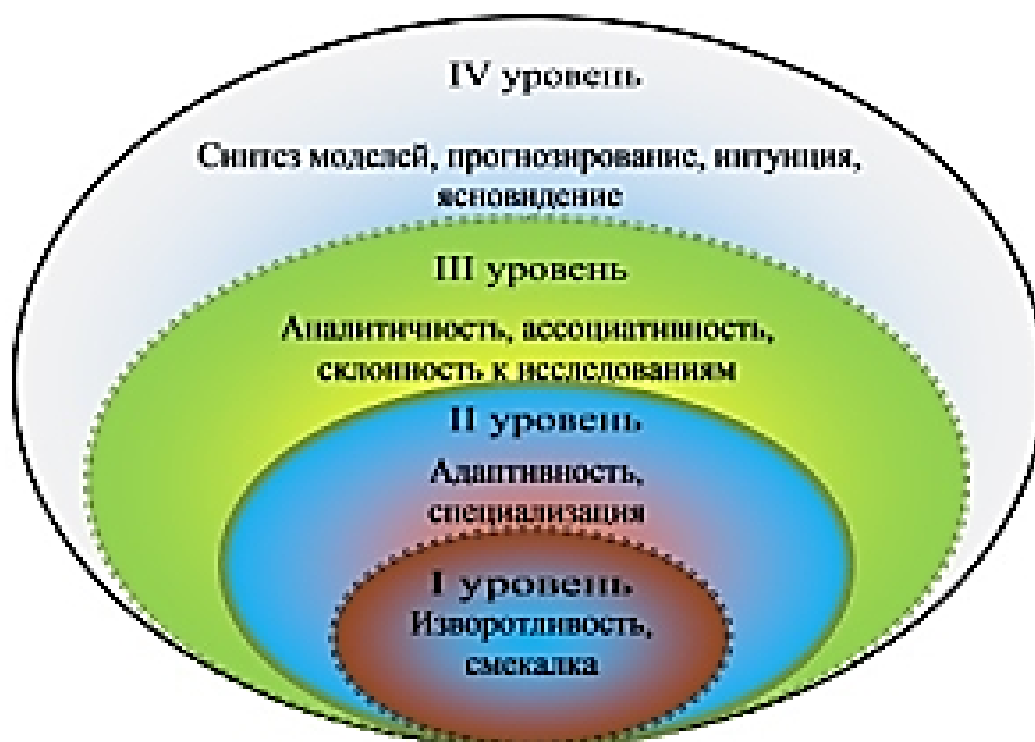 IV уровень
Синтез моделей, прогнозирование, интуиция,
ясновидение
III уровень
Аналитичность, ассоциативность,
склонность к исследованиям
II уровень
Адаптивность,
специализация
I уровень
Изворотливость,
смекалка